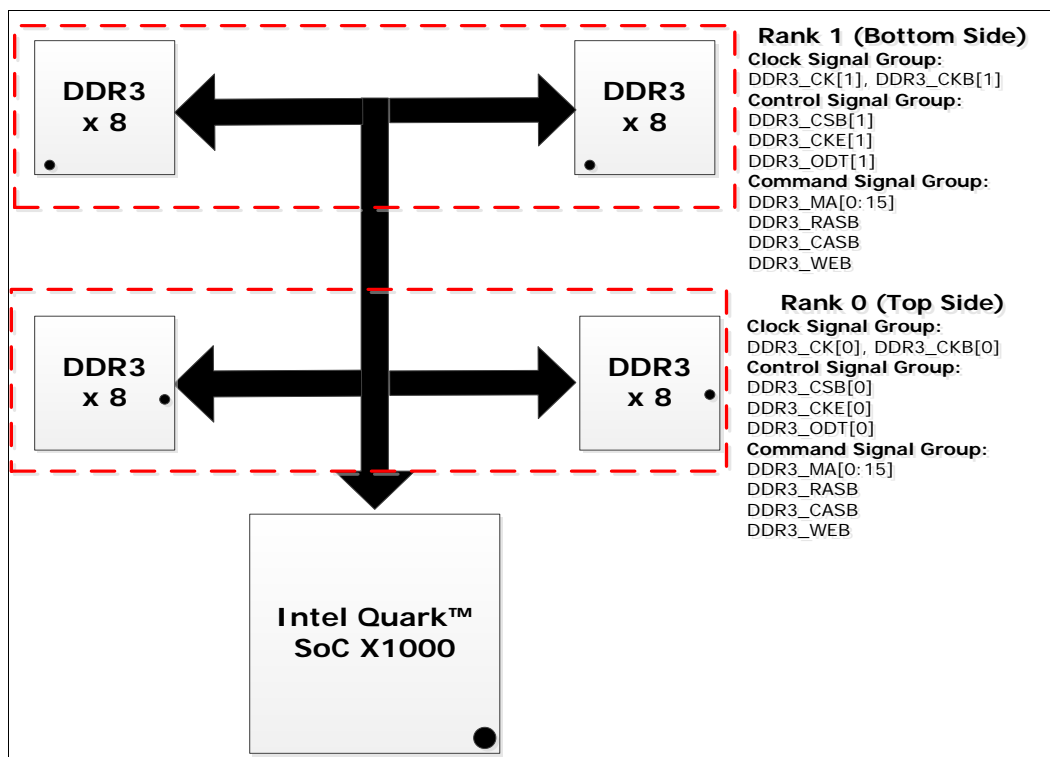 DDR3
x 8
DDR3
x 8
Rank 1 (Bottom Side)
Clock Signal Group:
DDR3_CK[1], DDR3_CKB[1]
Control Signal Group:
DDR3_CSB[1]
DDR3_CKE[1]
DDR3_ODT[1]
Command Signal Group:
DDR3_MA[0:15]
DDR3_RASB
DDR3_CASB
DDR3_WEB
DDR3
x 8
DDR3
x 8
Rank 0 (Top Side)
Clock Signal Group:
DDR3_CK[0], DDR3_CKB[0]
Control Signal Group:
DDR3_CSB[0]
DDR3_CKE[0]
DDR3_ODT[0]
Command Signal Group:
DDR3_MA[0:15]
DDR3_RASB
DDR3_CASB
DDR3_WEB
Intel Quark™
SoC X1000